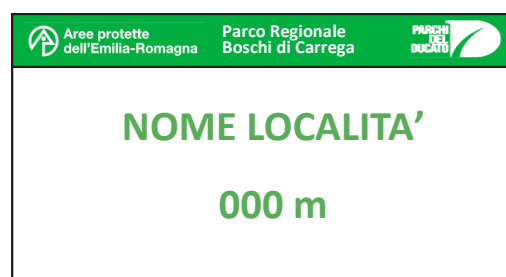 Aree protette
dell'Emilia-Romagna
Parco Regionale
Boschi di Carrega
PARCHI
DEL
DUCATO
NOME LOCALITA’
000 m